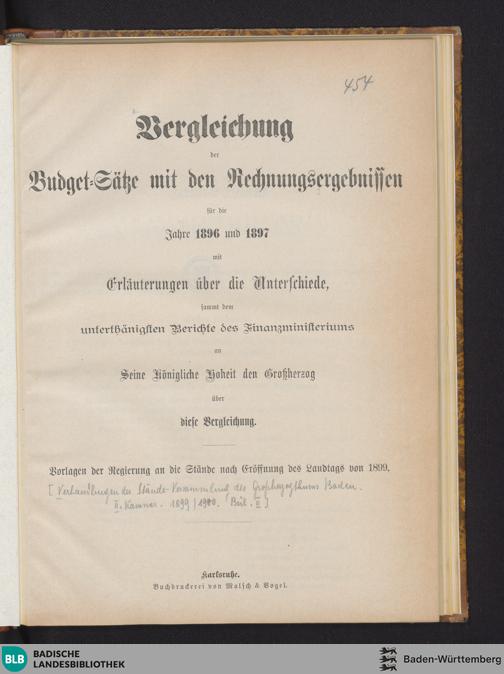 454
Vergleichung
der
Budget-Sätze mit den Rechnungsergebnissen
für die
Jahre 1896 und 1897
mit
Erläuterungen über die Unterschiede,
sammt dem
unterthänigsten Berichte des Finanzministeriums
an
Seine Königliche Hoheit den Großherzog
über
diese Vergleichung.
Vorlagen der Regierung an die Stände nach Eröffnung des Landtags von 1899.
[Verhandlungen der Stände-Versammlung des Großherzogthums Baden.
II. Kammer. 1899/1900. Beil. II]
Karlsruhe.
Buchdruckerei von Malsch & Vogel.
BLB BADISCHE
LANDESBIBLIOTHEK
Baden-Württemberg